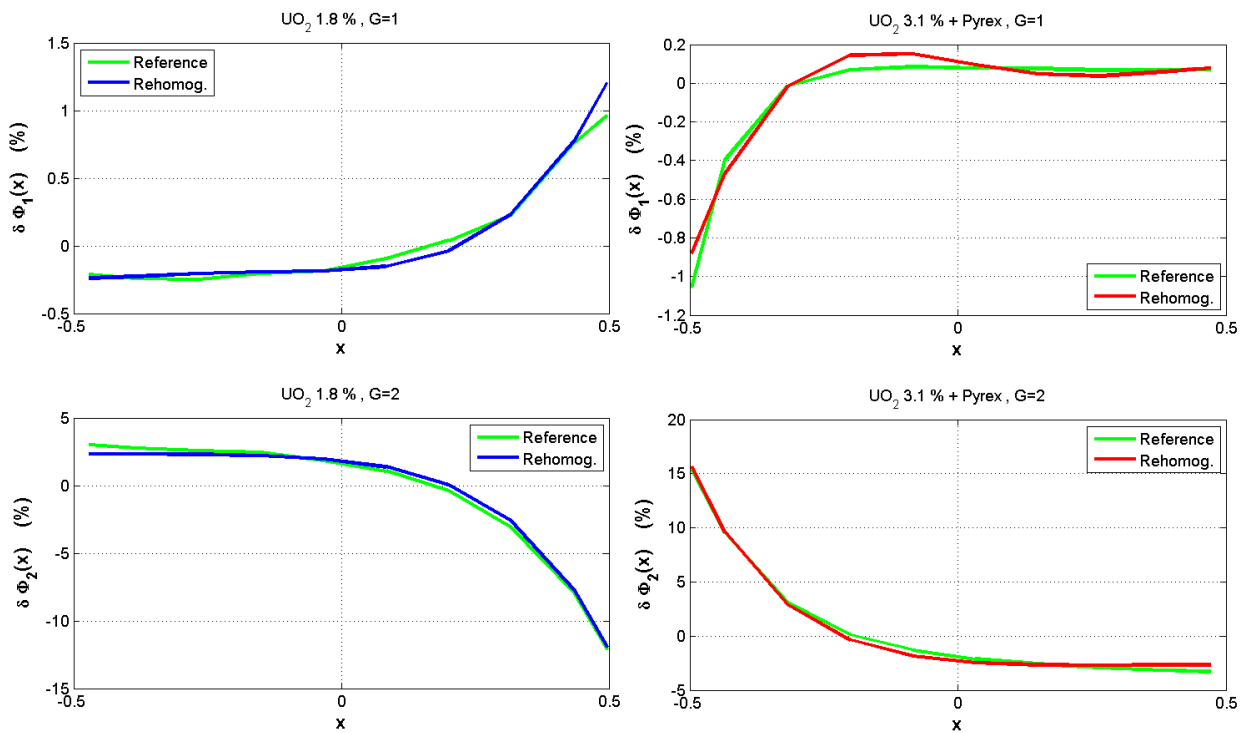 UO2 1.8 % , G=1
Reference
Rehomog.
δ Φ1(x) (%)
1.5
1
0.5
0
-0.5
-0.5 0 0.5
x
UO2 3.1 % + Pyrex , G=1
δ Φ1(x) (%)
0.2
0
-0.2
-0.4
-0.6
-0.8
-1
-1.2
Reference
Rehomog.
-0.5 0 0.5
x
UO2 1.8 % , G=2
Reference
Rehomog.
δ Φ2(x) (%)
5
0
-5
-10
-15
-0.5 0 0.5
x
UO2 3.1 % + Pyrex , G=2
Reference
Rehomog.
δ Φ2(x) (%)
20
15
10
5
0
-5
-0.5 0 0.5
x